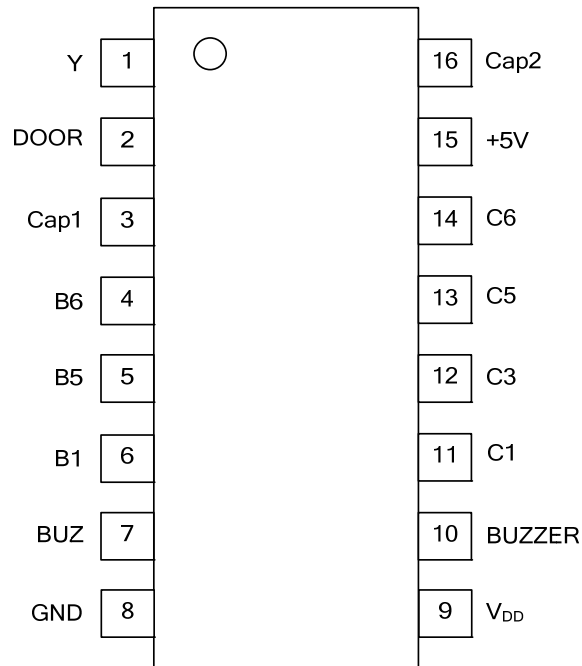 Y 1 16 Cap2
DOOR 2 15 +5V
Cap1 3 14 C6
B6 4 13 C5
B5 5 12 C3
B1 6 11 C1
BUZ 7 10 BUZZER
GND 8 9 VDD